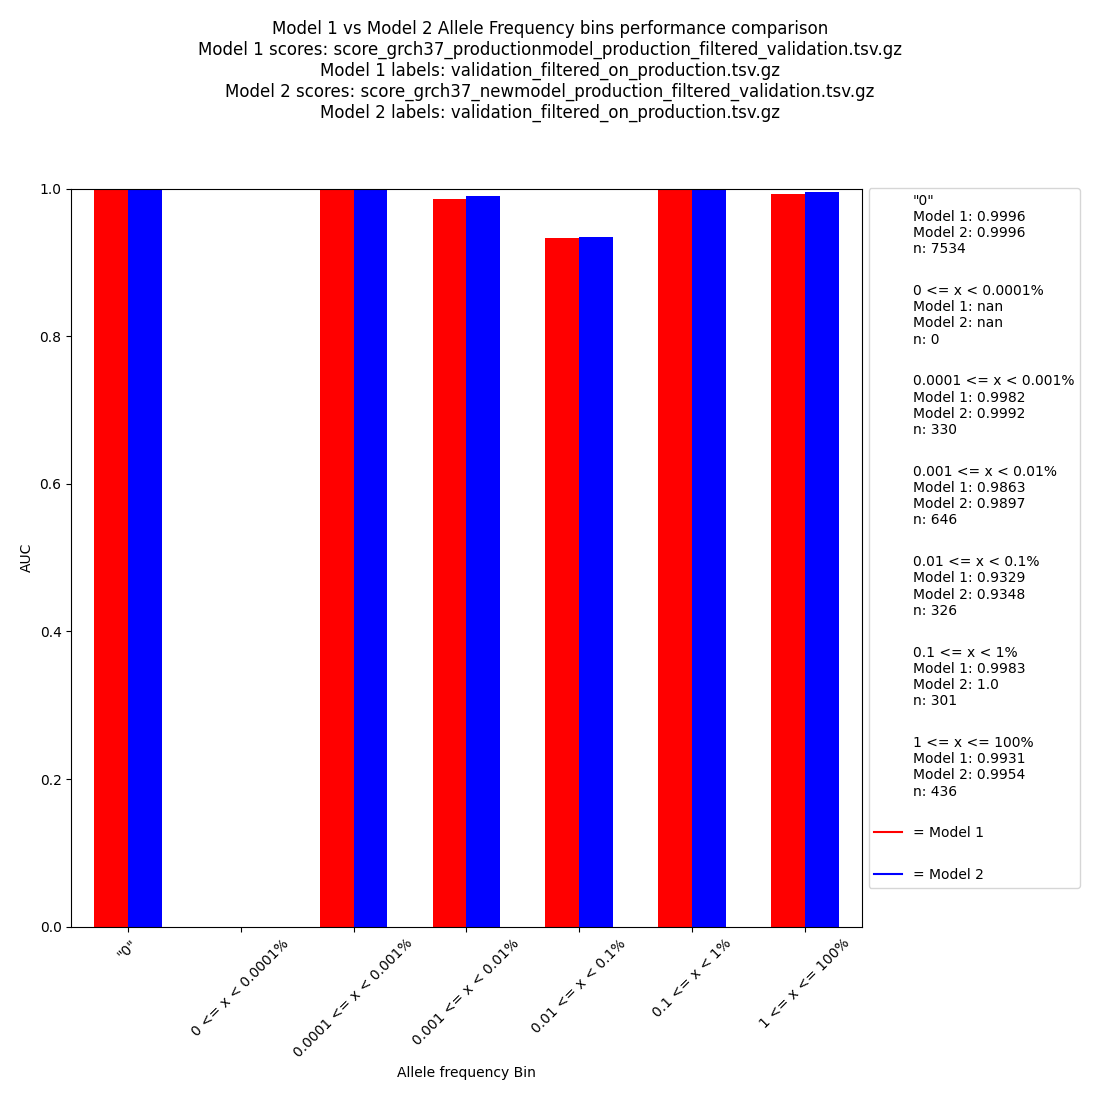 Model 1 vs Model 2 Allele Frequency bins performance comparison
Model 1 scores: score_grch37_productionmodel_production_filtered_validation.tsv.gz
Model 1 labels: validation_filtered_on_production.tsv.gz
Model 2 scores: score_grch37_newmodel_production_filtered_validation.tsv.gz
Model 2 labels: validation_filtered_on_production.tsv.gz
AUC
1.0
0.8
0.6
0.4
0.2
0.0
"0"
0 <= x < 0.0001%
0.0001 <= x < 0.001%
0.001 <= x < 0.01%
0.01 <= x < 0.1%
0.1 <= x < 1%
1 <= x <= 100%
Allele frequency Bin
"0"
Model 1: 0.9996
Model 2: 0.9996
n: 7534
0 <= x < 0.0001%
Model 1: nan
Model 2: nan
n: 0
0.0001 <= x < 0.001%
Model 1: 0.9982
Model 2: 0.9992
n: 330
0.001 <= x < 0.01%
Model 1: 0.9863
Model 2: 0.9897
n: 646
0.01 <= x < 0.1%
Model 1: 0.9329
Model 2: 0.9348
n: 326
0.1 <= x < 1%
Model 1: 0.9983
Model 2: 1.0
n: 301
1 <= x <= 100%
Model 1: 0.9931
Model 2: 0.9954
n: 436
= Model 1
= Model 2